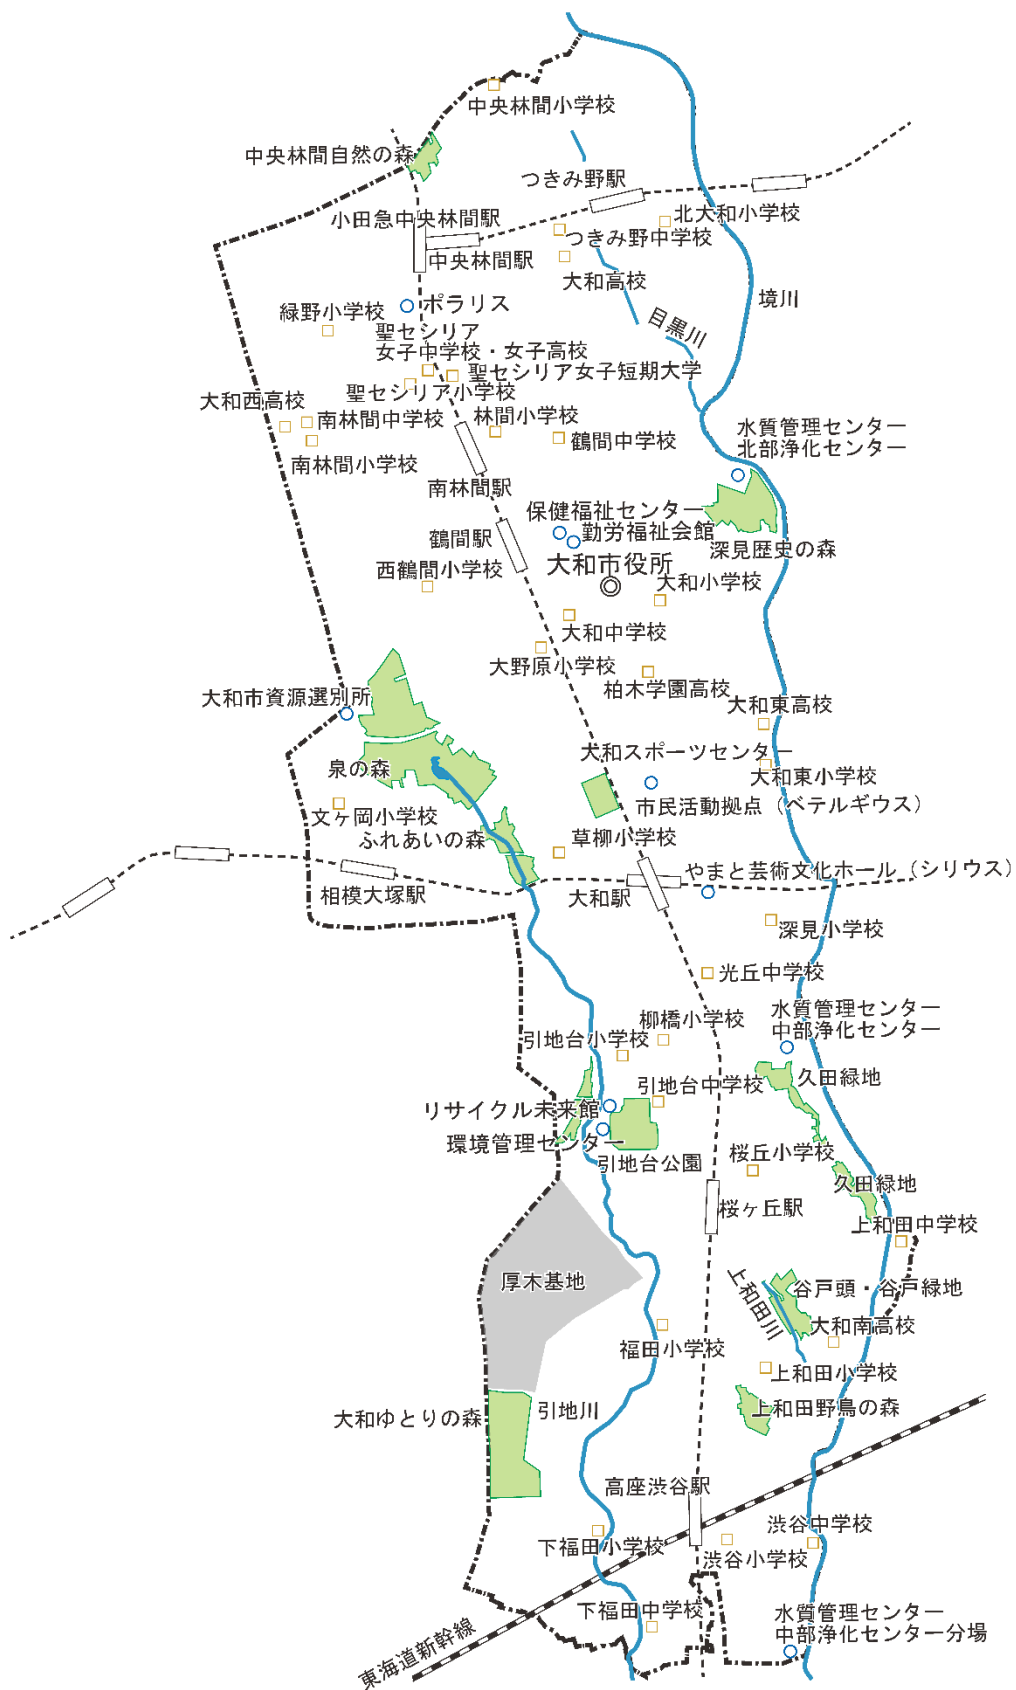 中央林間小学校
中央林間自然の森
つきみ野駅
小田急中央林間駅
北大和小学校
つきみ野中学校
中央林間駅
大和高校
境川
緑野小学校
ポラリス
目黒川
聖セシリア
女子中学校・女子高校
聖セシリア女子短期大学
聖セシリア小学校
大和西高校
南林間中学校
林間小学校
水質管理センター
北部浄化センター
鶴間中学校
南林間小学校
南林間駅
保健福祉センター
勤労福祉会館
鶴間駅
深見歴史の森
大和市役所
西鶴間小学校
大和小学校
大和中学校
大野原小学校
柏木学園高校
大和市資源選別所
大和東高校
大和スポーツセンター
泉の森
大和東小学校
市民活動拠点（ベテルギウス）
文ヶ岡小学校
ふれあいの森
草柳小学校
やまと芸術文化ホール（シリウス）
相模大塚駅
大和駅
深見小学校
光丘中学校
水質管理センター
中部浄化センター
柳橋小学校
引地台小学校
久田緑地
引地台中学校
リサイクル未来館
環境管理センター
桜丘小学校
引地台公園
久田緑地
桜ヶ丘駅
上和田中学校
厚木基地
上和田川
谷戸頭・谷戸緑地
大和南高校
福田小学校
上和田小学校
引地川
上和田野鳥の森
大和ゆとりの森
高座渋谷駅
渋谷中学校
下福田小学校
渋谷小学校
下福田中学校
水質管理センター
中部浄化センター分場
東海道新幹線